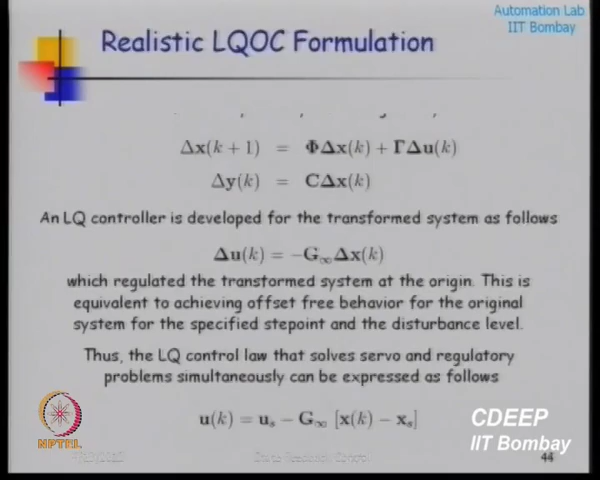 Automation Lab
IIT Bombay
Realistic LQOC Formulation
Δx(k + 1) = ΦΔx(k) + ΓΔu(k)
Δy(k) = CΔx(k)
An LQ controller is developed for the transformed system as follows
Δu(k) = −G∞Δx(k)
which regulated the transformed system at the origin. This is
equivalent to achieving offset free behavior for the original
system for the specified stepoint and the disturbance level.
Thus, the LQ control law that solves servo and regulatory
problems simultaneously can be expressed as follows
u(k) = uₛ − G∞ [x(k) − xₛ]
CDEEP
IIT Bombay
NPTEL
44